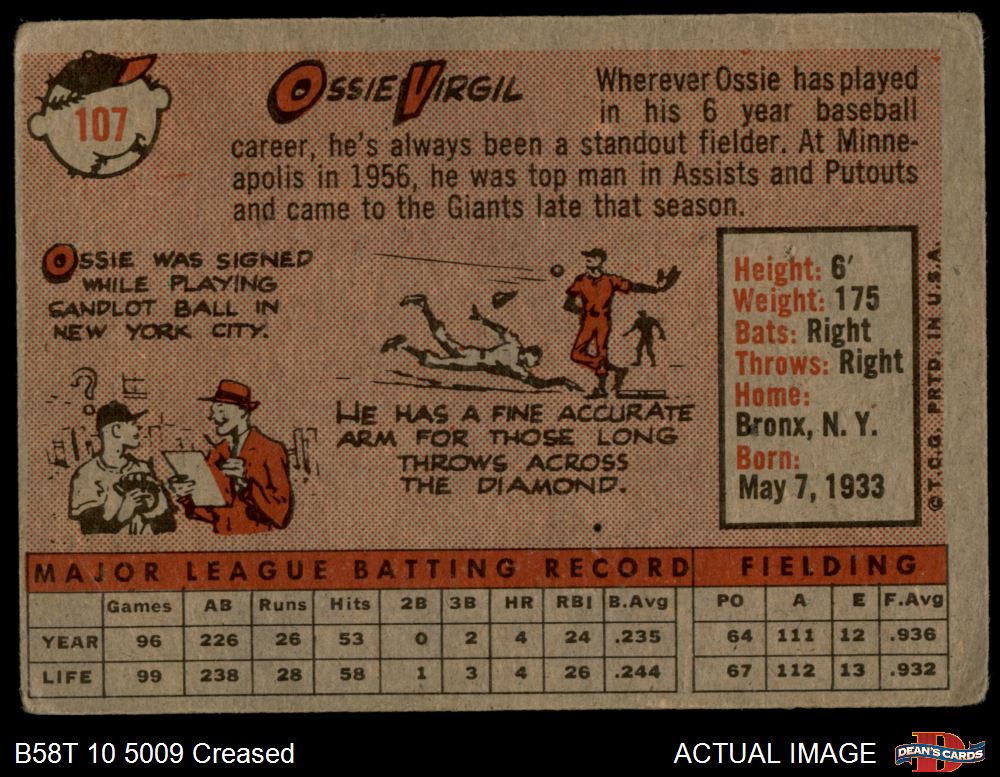 107
OSSIE VIRGIL
Wherever Ossie has played
in his 6 year baseball
career, he's always been a standout fielder. At Minne-
apolis in 1956, he was top man in Assists and Putouts
and came to the Giants late that season.
OSSIE WAS SIGNED
WHILE PLAYING
SANDLOT BALL IN
NEW YORK CITY.
?
HE HAS A FINE ACCURATE
ARM FOR THOSE LONG
THROWS ACROSS
THE DIAMOND.
Height: 6'
Weight: 175
Bats: Right
Throws: Right
Home:
Bronx, N. Y.
Born:
May 7, 1933
© T.C.G. PRTD. IN U.S.A.
MAJOR LEAGUE BATTING RECORD FIELDING
Games AB Runs Hits 2B 3B HR RBI B.Avg PO A E F.Avg
YEAR 96 226 26 53 0 2 4 24 .235 64 111 12 .936
LIFE 99 238 28 58 1 3 4 26 .244 67 112 13 .932
B58T 10 5009 Creased
ACTUAL IMAGE
D
DEAN'S CARDS